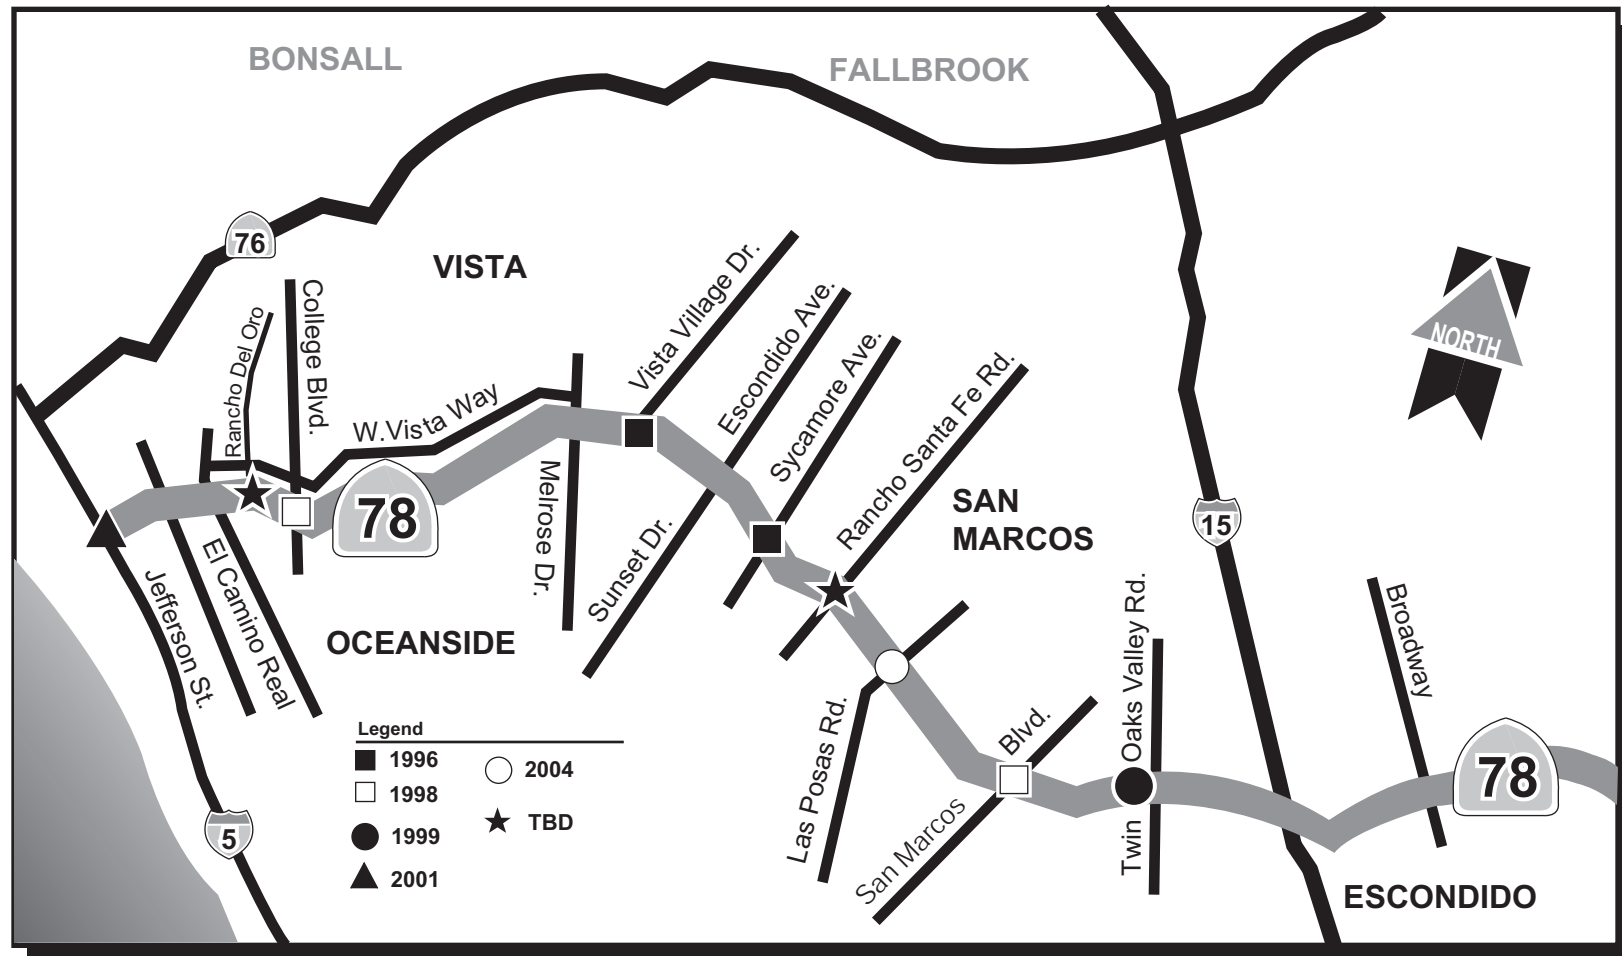 BONSALL
FALLBROOK
76
VISTA
Rancho Del Oro
College Blvd.
W.Vista Way
Vista Village Dr.
Escondido Ave.
Sycamore Ave.
Rancho Santa Fe Rd.
NORTH
SAN
MARCOS
15
78
Melrose Dr.
Sunset Dr.
Jefferson St.
El Camino Real
OCEANSIDE
Las Posas Rd.
San Marcos Blvd.
Twin Oaks Valley Rd.
Broadway
78
5
ESCONDIDO
Legend
1996
1998
1999
2001
2004
TBD